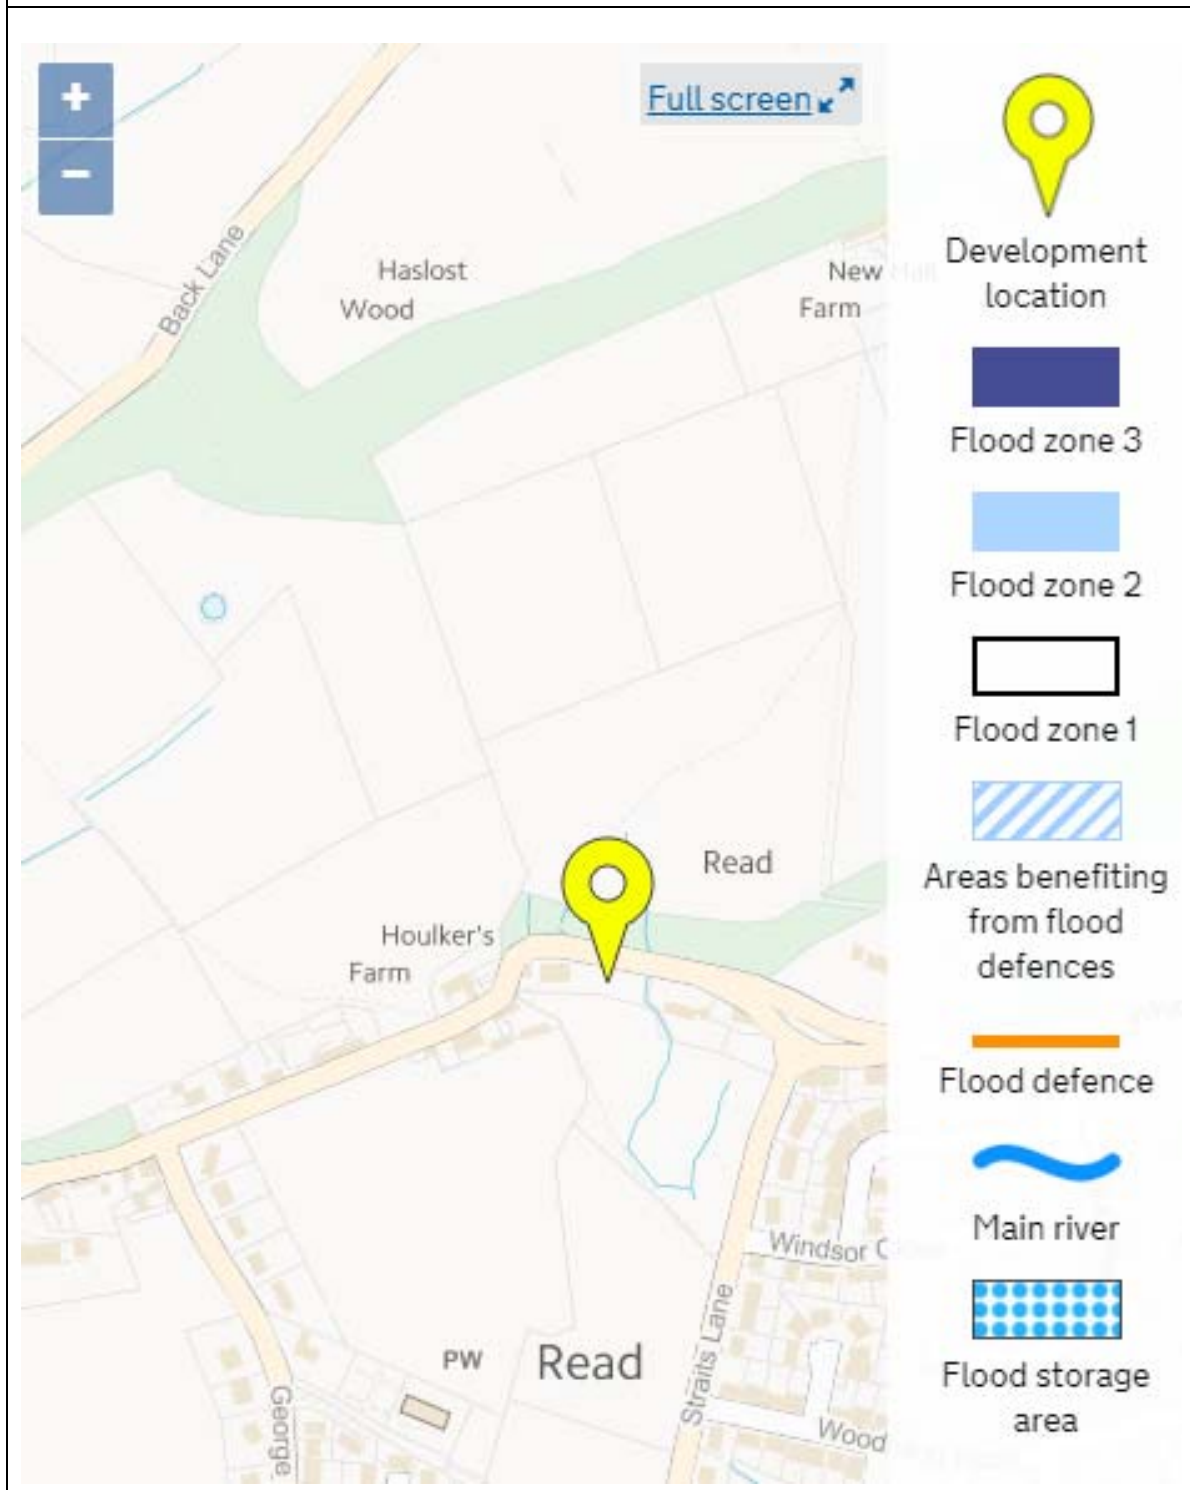 +
Full screen
−
Back Lane
Haslost
Wood
New Hall
Farm
Read
Houlker's
Farm
Windsor C
PW
Read
Straits Lane
George
Wood
Development
location
Flood zone 3
Flood zone 2
Flood zone 1
Areas benefiting
from flood
defences
Flood defence
Main river
Flood storage
area